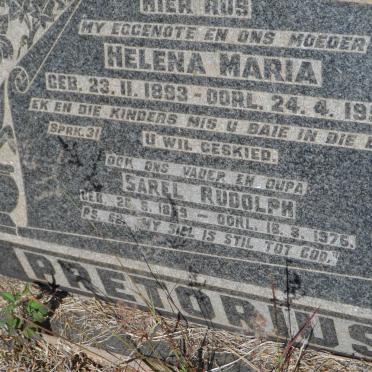 HIER RUS
MY EGGENOTE EN ONS MOEDER
HELENA MARIA
GEB. 23. 11. 1893 - OORL. 24. 4. 19
EK EN DIE KINDERS MIS U BAIE IN DIE
SPRK. 31
U WIL GESKIED.
OOK ONS VADER EN OUPA
SAREL RUDOLPH
GEB. - OORL. 1976.
PS. MY SIEL IS STIL TOT GOD.
PRETORIUS